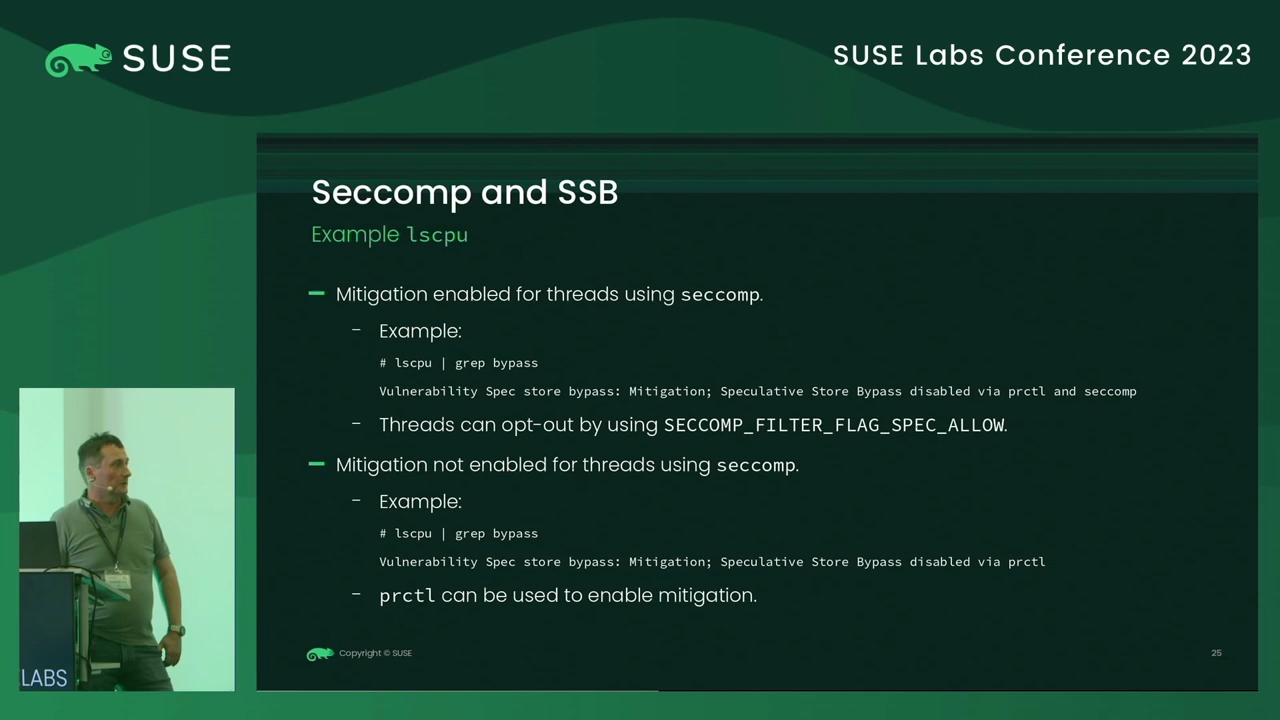 SUSE
SUSE Labs Conference 2023
Seccomp and SSB
Example lscpu
Mitigation enabled for threads using seccomp.
- Example:
# lscpu | grep bypass
Vulnerability Spec store bypass: Mitigation; Speculative Store Bypass disabled via prctl and seccomp
- Threads can opt-out by using SECCOMP_FILTER_FLAG_SPEC_ALLOW.
Mitigation not enabled for threads using seccomp.
- Example:
# lscpu | grep bypass
Vulnerability Spec store bypass: Mitigation; Speculative Store Bypass disabled via prctl
- prctl can be used to enable mitigation.
Copyright © SUSE
25
LABS